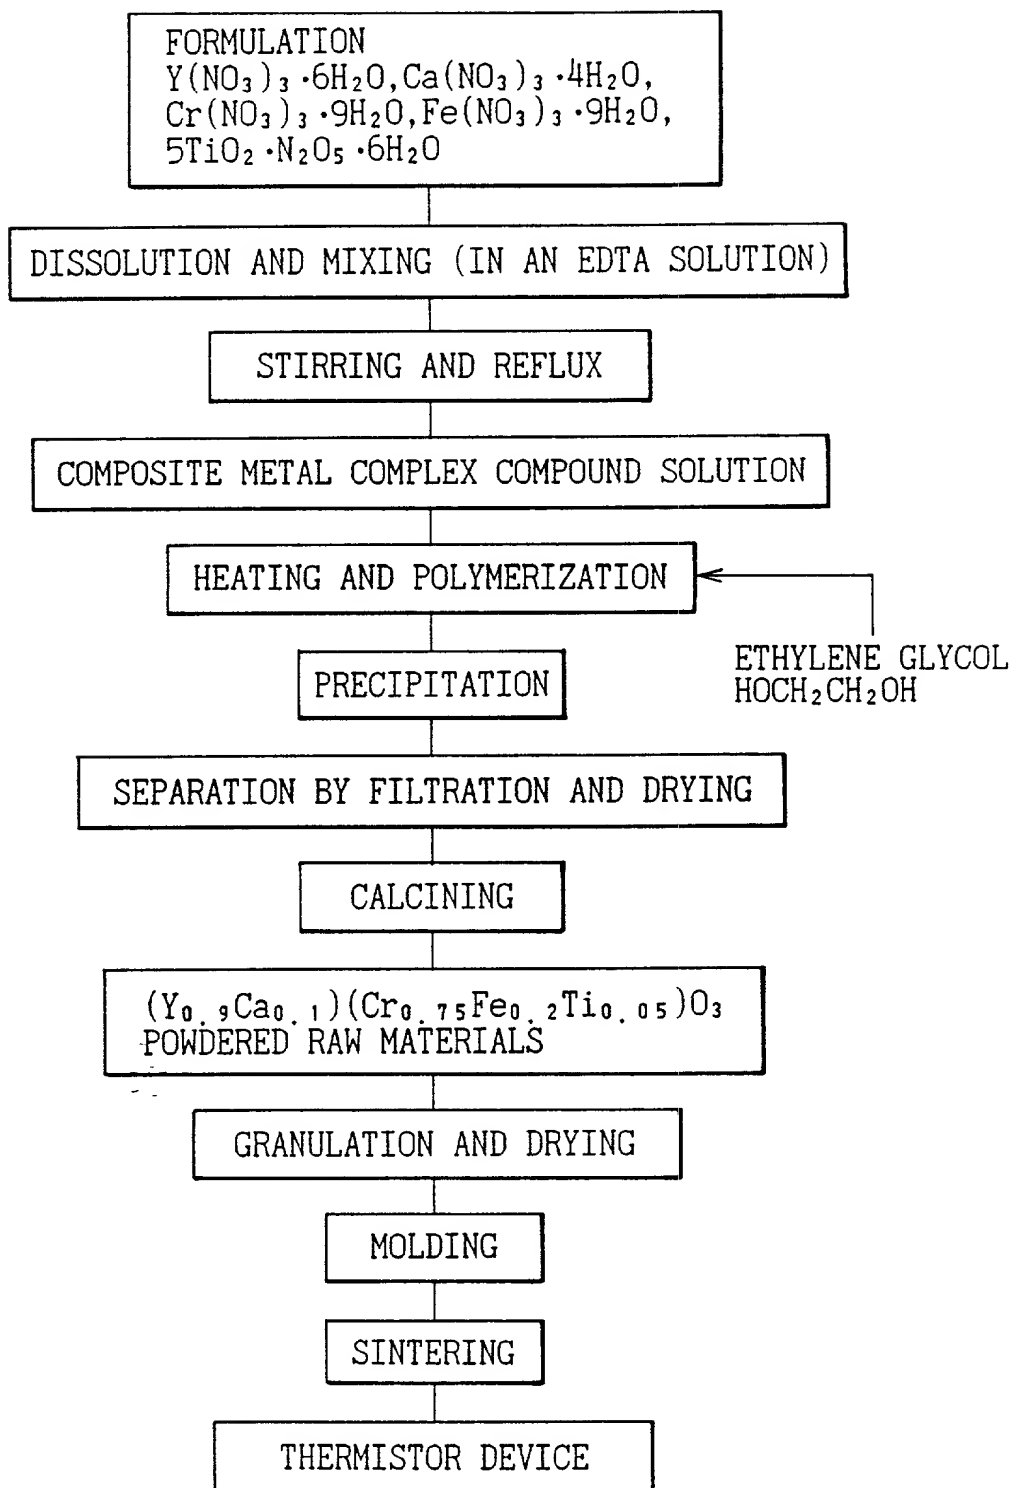 FORMULATION
Y(NO₃)₃·6H₂O,Ca(NO₃)₃·4H₂O,
Cr(NO₃)₃·9H₂O,Fe(NO₃)₃·9H₂O,
5TiO₂·N₂O₅·6H₂O
DISSOLUTION AND MIXING (IN AN EDTA SOLUTION)
STIRRING AND REFLUX
COMPOSITE METAL COMPLEX COMPOUND SOLUTION
HEATING AND POLYMERIZATION
ETHYLENE GLYCOL
HOCH₂CH₂OH
PRECIPITATION
SEPARATION BY FILTRATION AND DRYING
CALCINING
(Y₀.₉Ca₀.₁)(Cr₀.₇₅Fe₀.₂Ti₀.₀₅)O₃
POWDERED RAW MATERIALS
GRANULATION AND DRYING
MOLDING
SINTERING
THERMISTOR DEVICE